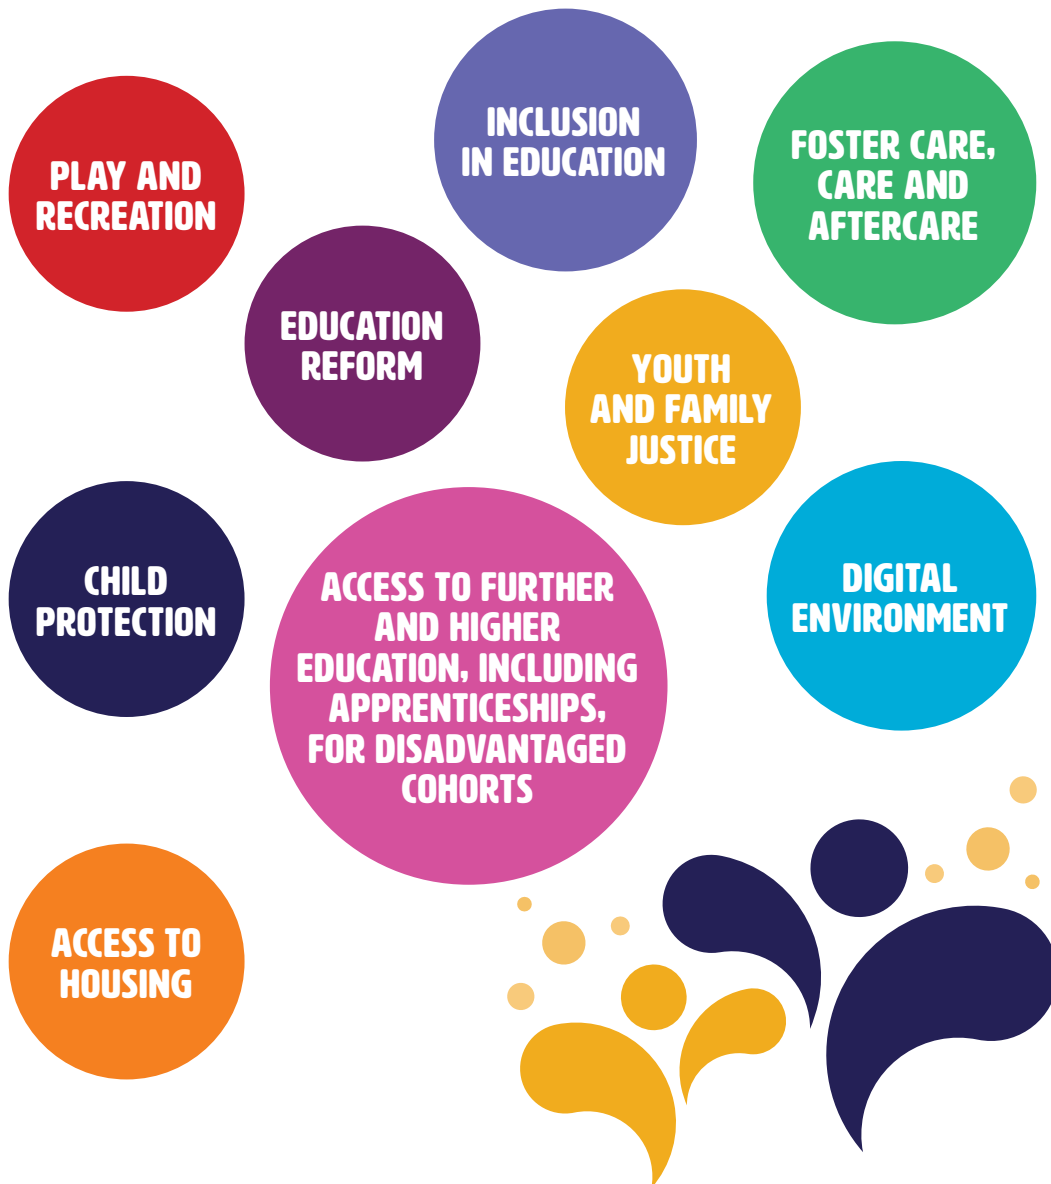 INCLUSION
IN EDUCATION
FOSTER CARE,
CARE AND
AFTERCARE
PLAY AND
RECREATION
EDUCATION
REFORM
YOUTH
AND FAMILY
JUSTICE
CHILD
PROTECTION
ACCESS TO FURTHER
AND HIGHER
EDUCATION, INCLUDING
APPRENTICESHIPS,
FOR DISADVANTAGED
COHORTS
DIGITAL
ENVIRONMENT
ACCESS TO
HOUSING